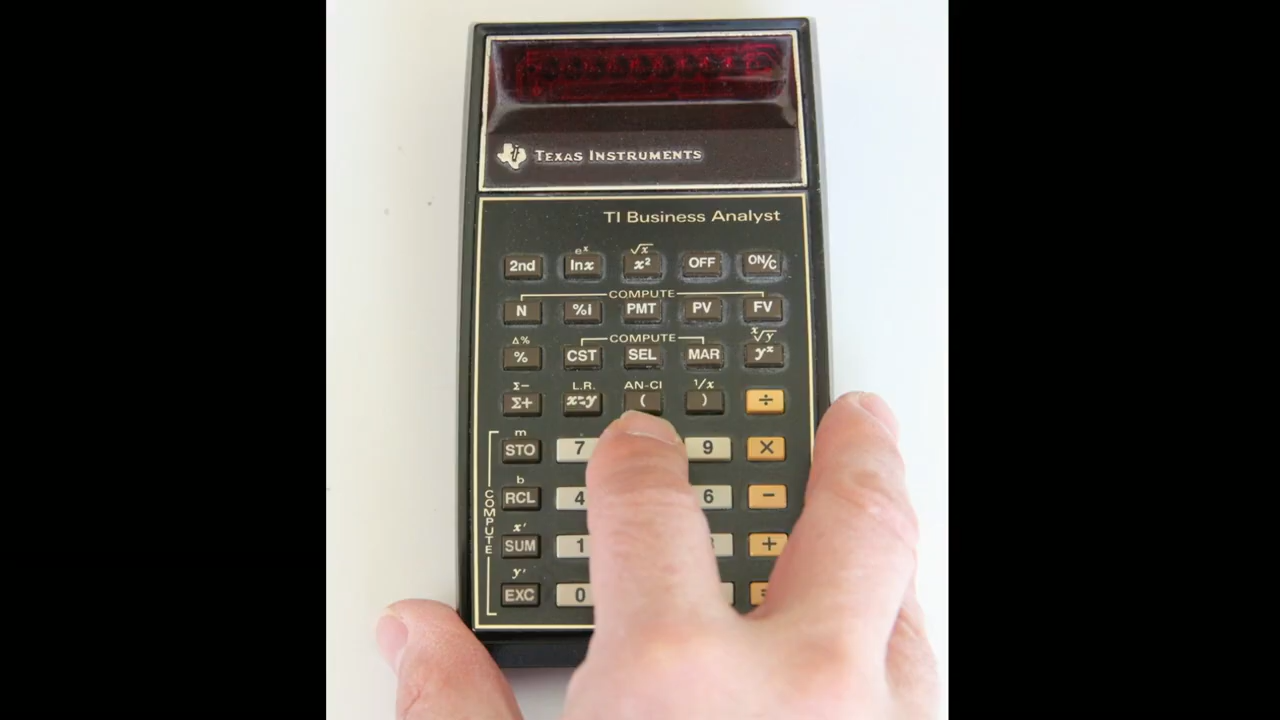 TEXAS INSTRUMENTS
TI Business Analyst
eˣ √x
2nd lnx x² OFF ON/C
COMPUTE
N %I PMT PV FV
Δ% COMPUTE ˣ√y
% CST SEL MAR yˣ
Σ− L.R. AN-CI 1/x
Σ+ x⇄y ( ) ÷
m
STO 7 9 ×
b
RCL 4 6 −
COMPUTE
x'
SUM 1 +
y'
EXC 0